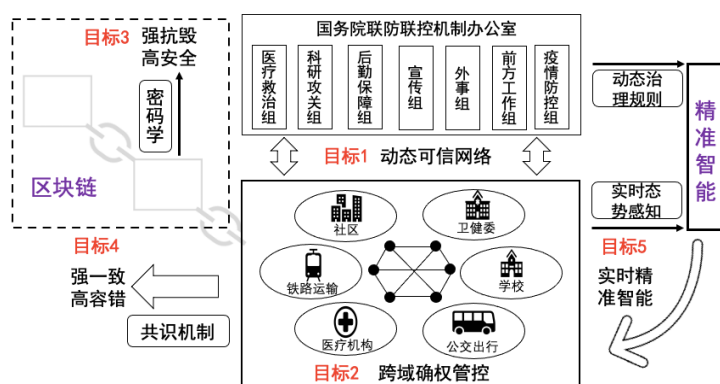 目标3
强抗毁
高安全
密码学
区块链
国务院联防联控机制办公室
医疗救治组
科研攻关组
后勤保障组
宣传组
外事组
前方工作组
疫情防控组
目标1 动态可信网络
动态治
理规则
精准智能
实时态
势感知
社区
卫健委
铁路运输
学校
医疗机构
公交出行
目标2 跨域确权管控
目标4
强一致
高容错
共识机制
目标5
实时精
准智能